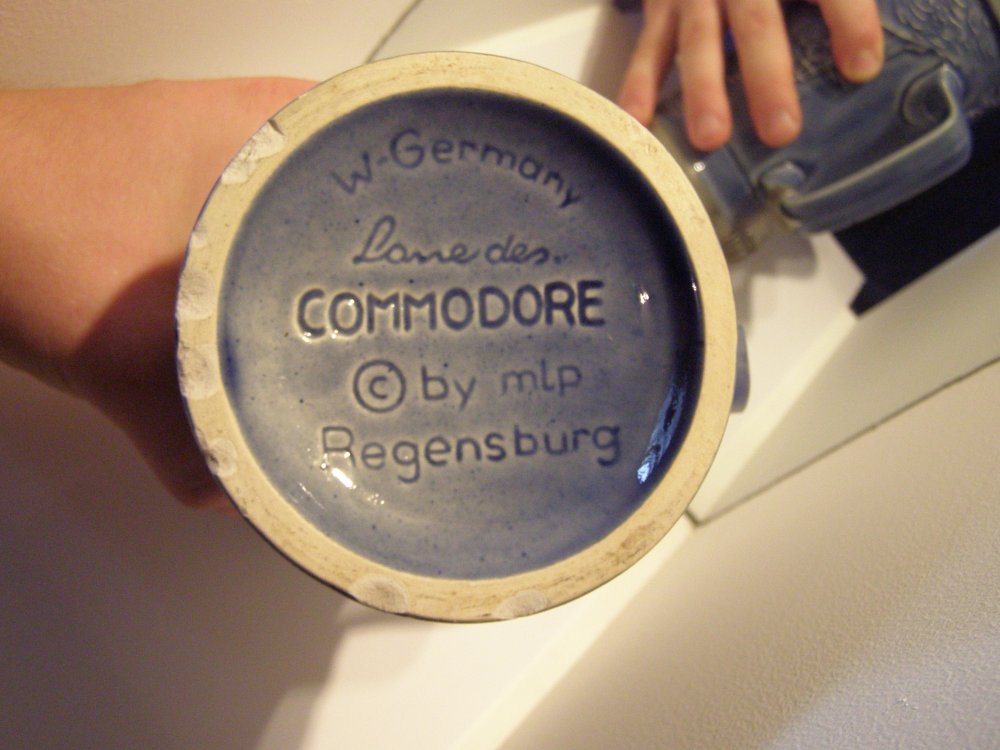 W-Germany
Lane des.
COMMODORE
© by mlp
Regensburg